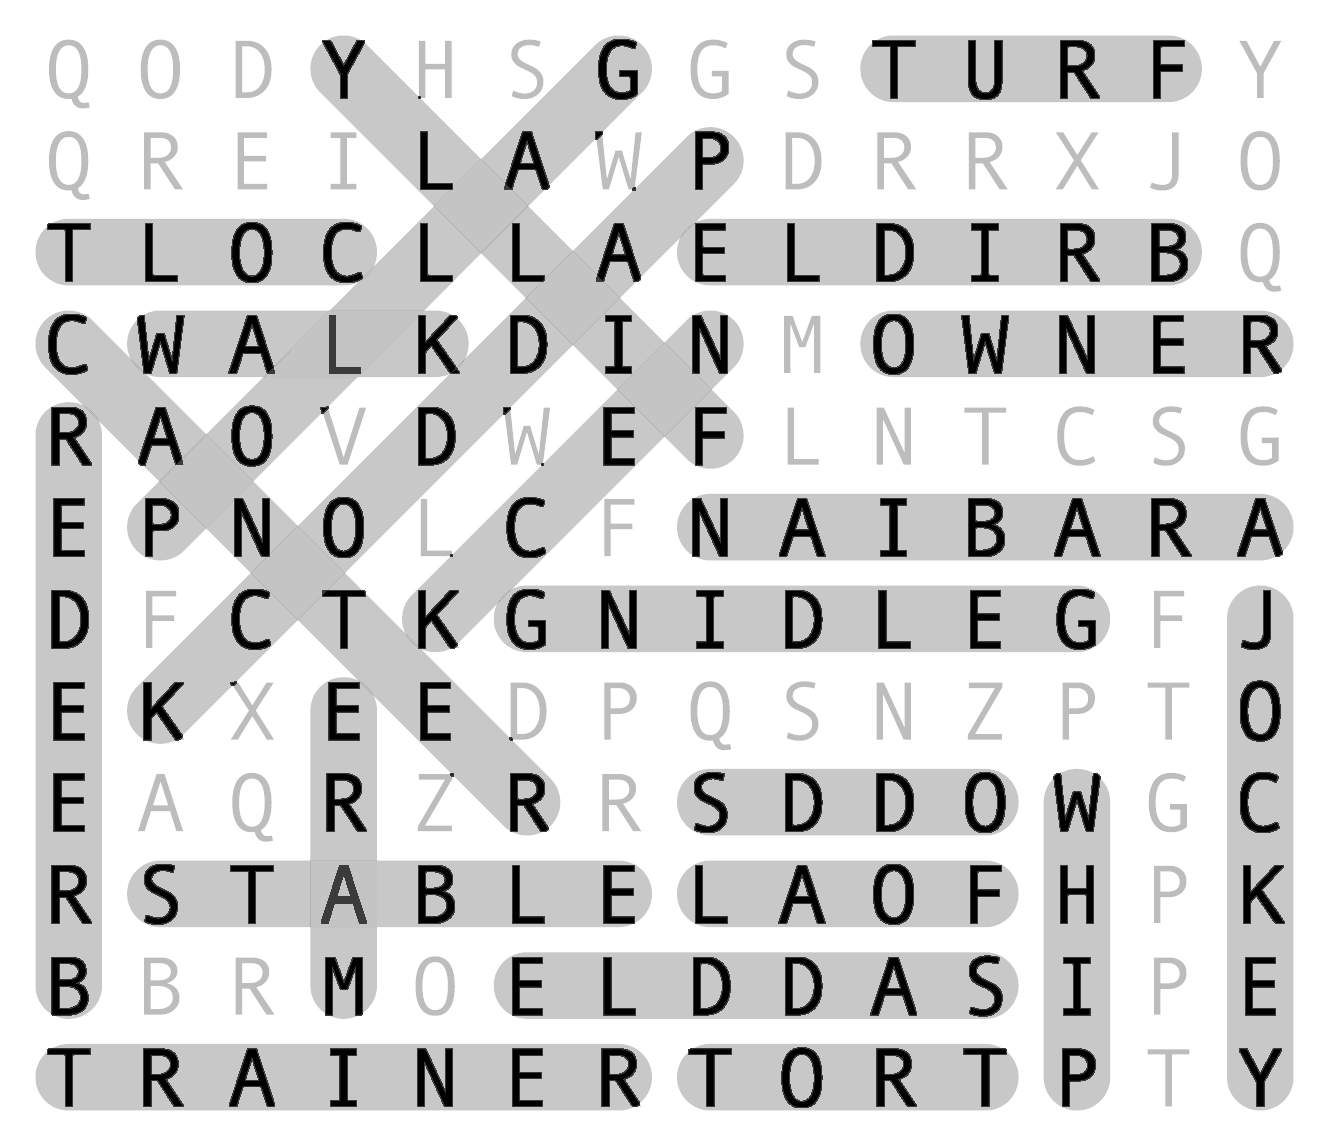 Q O D Y H S G G S T U R F Y
Q R E I L A W P D R R X J O
T L O C L L A E L D I R B Q
C W A L K D I N M O W N E R
R A O V D W E F L N T C S G
E P N O L C F N A I B A R A
D F C T K G N I D L E G F J
E K X E E D P Q S N Z P T O
E A Q R Z R R S D D O W G C
R S T A B L E L A O F H P K
B B R M O E L D D A S I P E
T R A I N E R T O R T P T Y